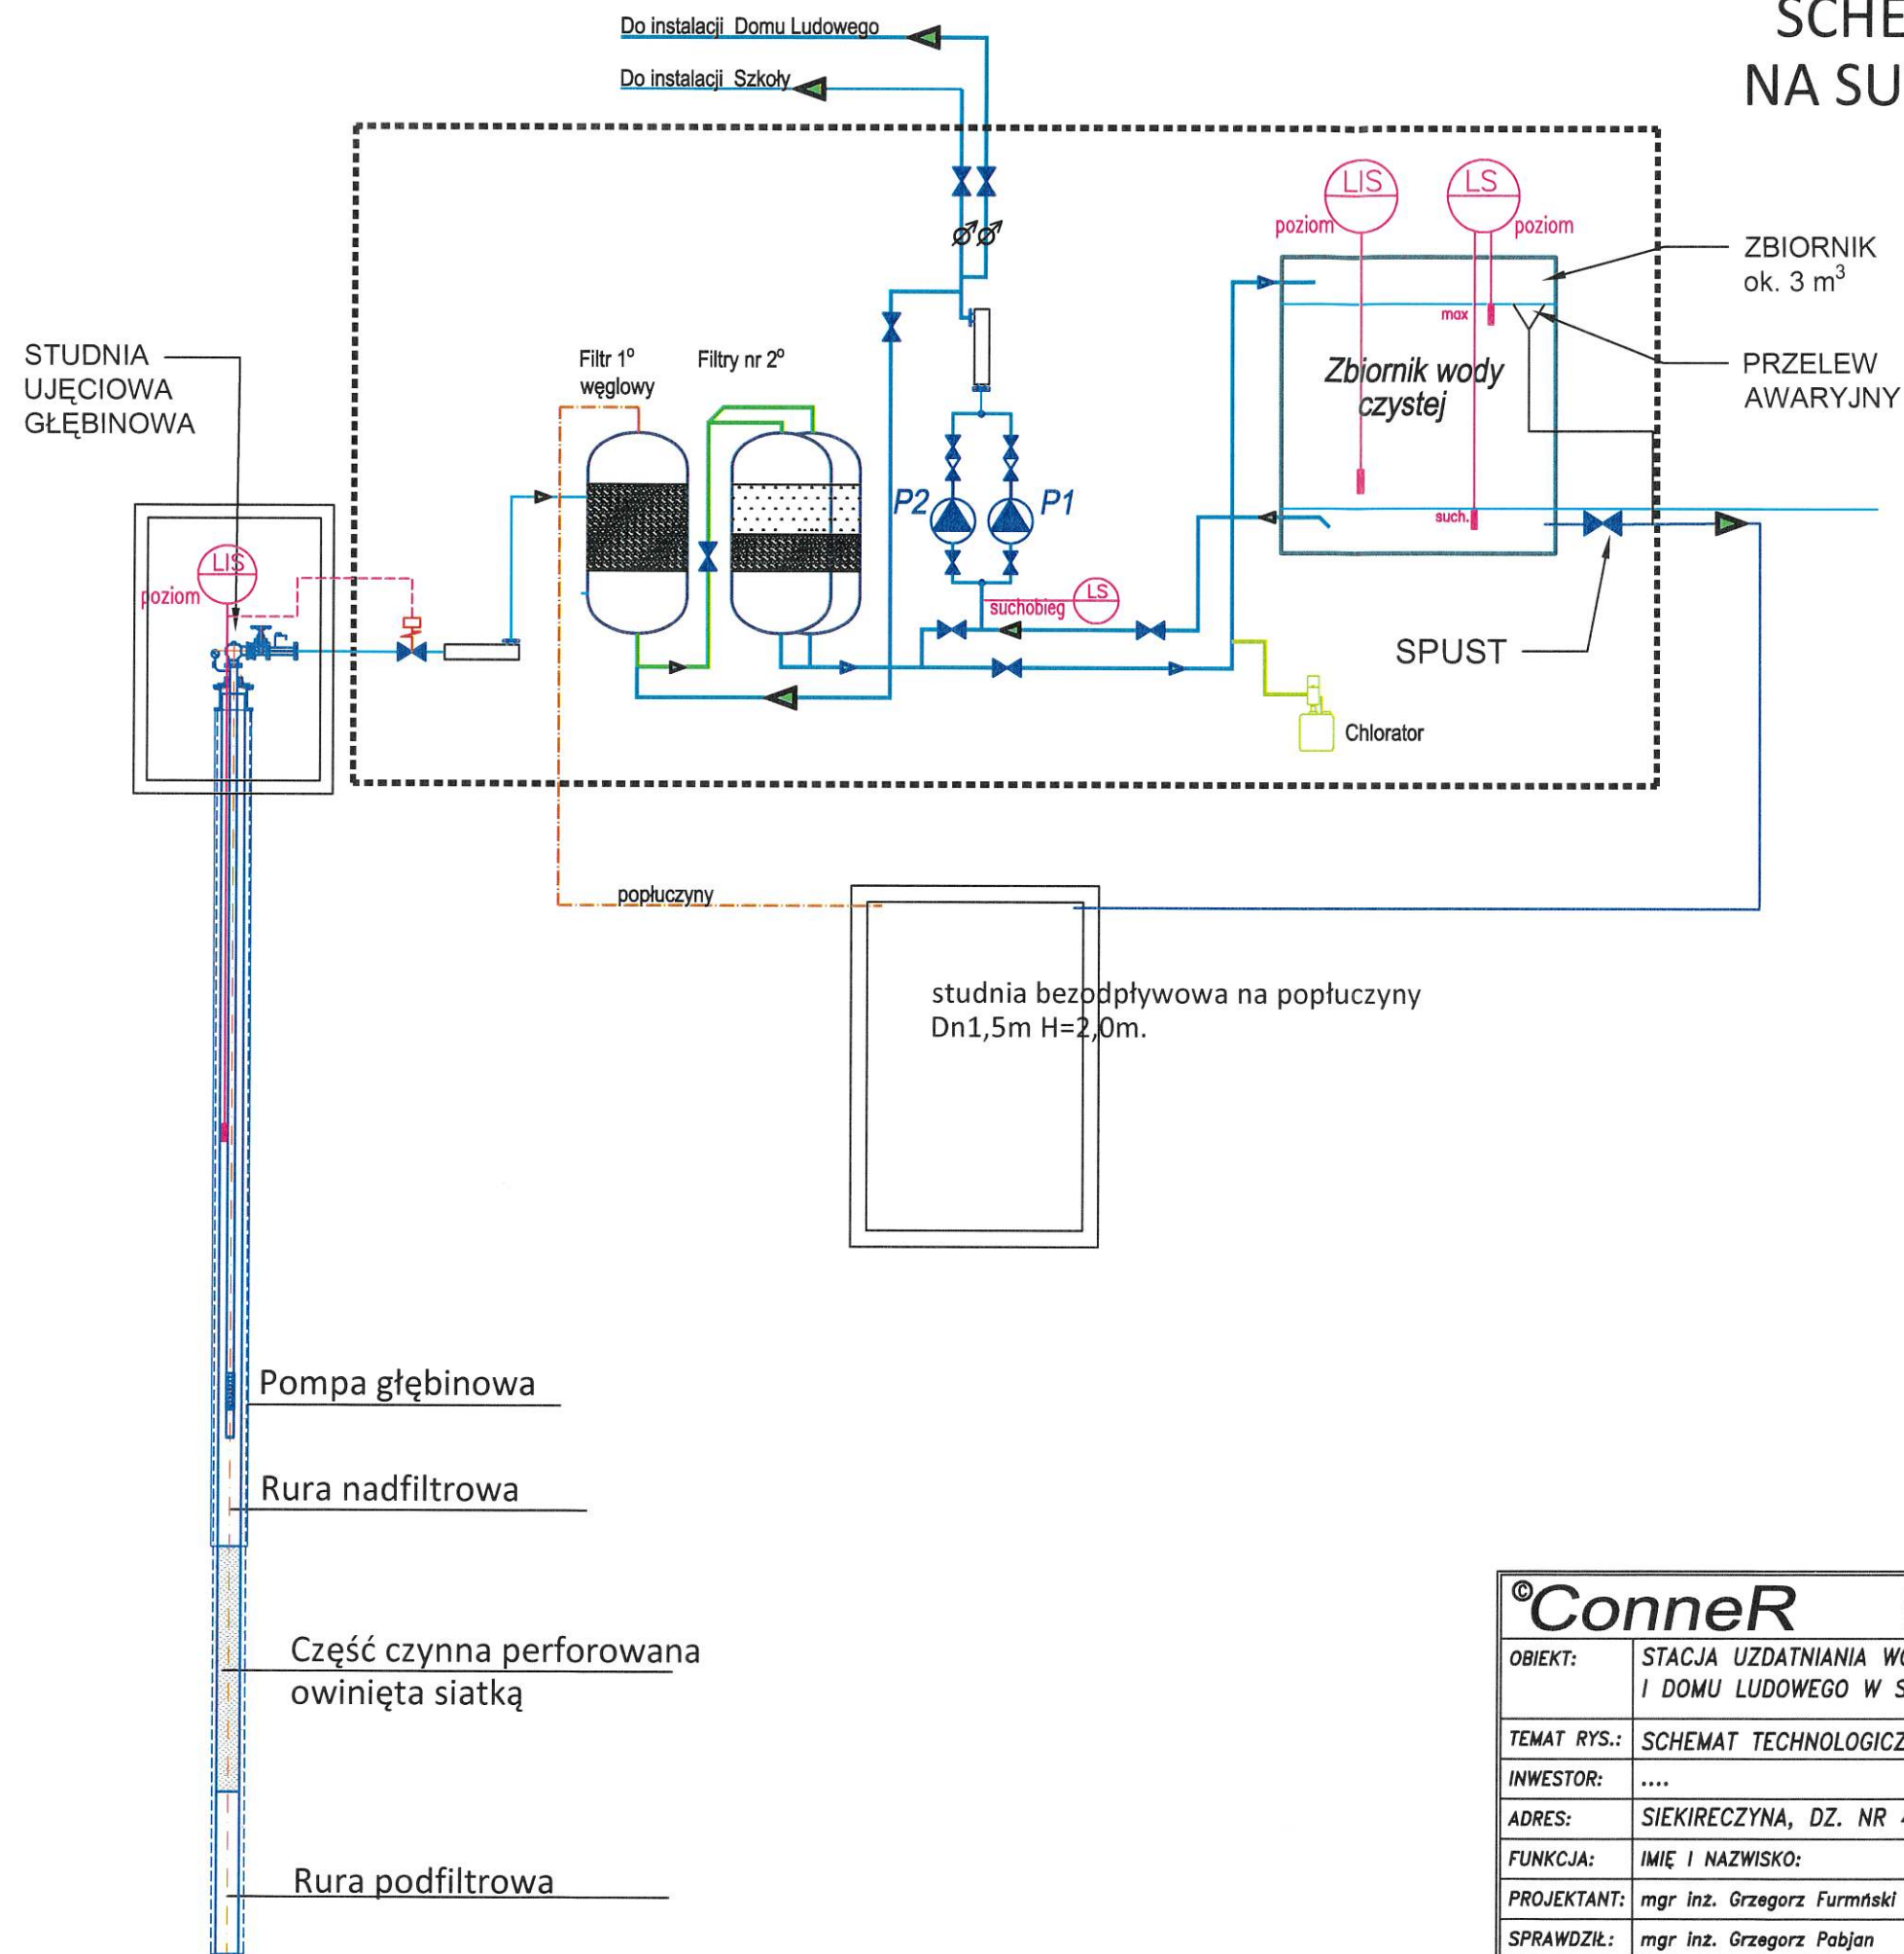 SCHE
NA SU
Do instalacji Domu Ludowego
Do instalacji Szkoły
LIS
poziom
LS
poziom
ZBIORNIK
ok. 3 m³
max
PRZELEW
AWARYJNY
Zbiornik wody
czystej
such.
STUDNIA
UJĘCIOWA
GŁĘBINOWA
Filtr 1⁰
węglowy
Filtry nr 2⁰
P2
P1
LIS
poziom
suchobieg
LS
SPUST
Chlorator
popłuczyny
studnia bezodpływowa na popłuczyny
Dn1,5m H=2,0m.
Pompa głębinowa
Rura nadfiltrowa
Część czynna perforowana
owinięta siatką
Rura podfiltrowa
©ConneR
OBIEKT: STACJA UZDATNIANIA WO
I DOMU LUDOWEGO W S
TEMAT RYS.: SCHEMAT TECHNOLOGICZ
INWESTOR: ....
ADRES: SIEKIRECZYNA, DZ. NR 4
FUNKCJA: IMIĘ I NAZWISKO:
PROJEKTANT: mgr inż. Grzegorz Furmński
SPRAWDZIŁ: mgr inż. Grzegorz Pabjan